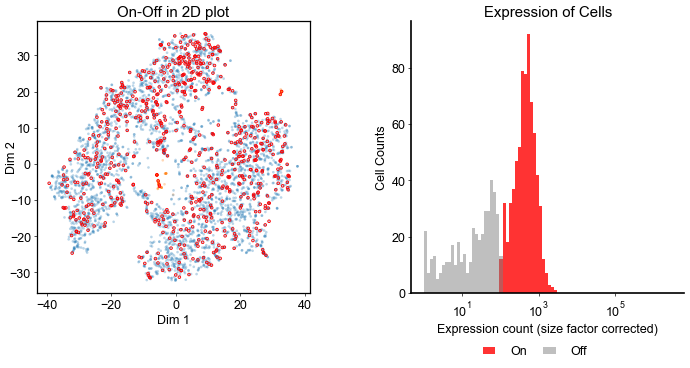 On-Off in 2D plot
Dim 2
30
20
10
0
−10
−20
−30
−40
−20
0
20
40
Dim 1
Expression of Cells
Cell Counts
80
60
40
20
0
10^1
10^3
10^5
Expression count (size factor corrected)
On
Off